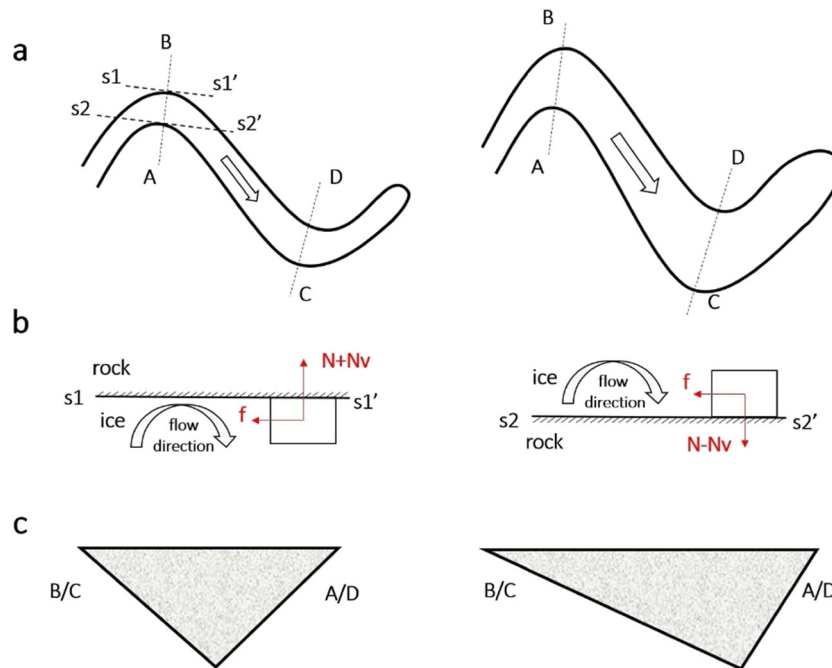 a
B
s1
s1’
s2
s2’
A
D
C
B
A
D
C
b
rock
N+Nv
s1
s1’
ice
flow
direction
f
ice
flow
direction
f
s2
s2’
rock
N-Nv
c
B/C
A/D
B/C
A/D